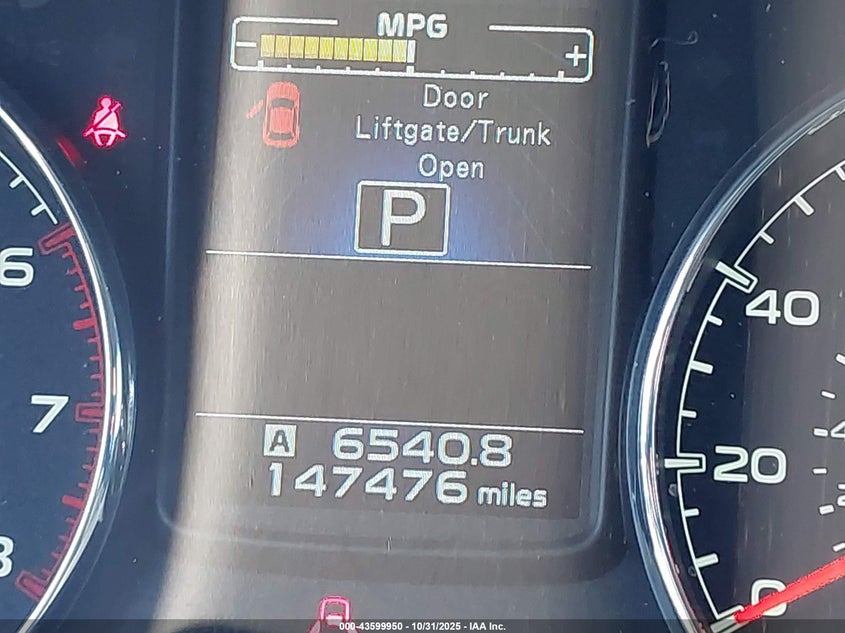 MPG
- +
Door
Liftgate/Trunk
Open
P
A 6540.8
147476 miles
6
7
8
40
20
0
000-43599950 - 10/31/2025 - IAA Inc.